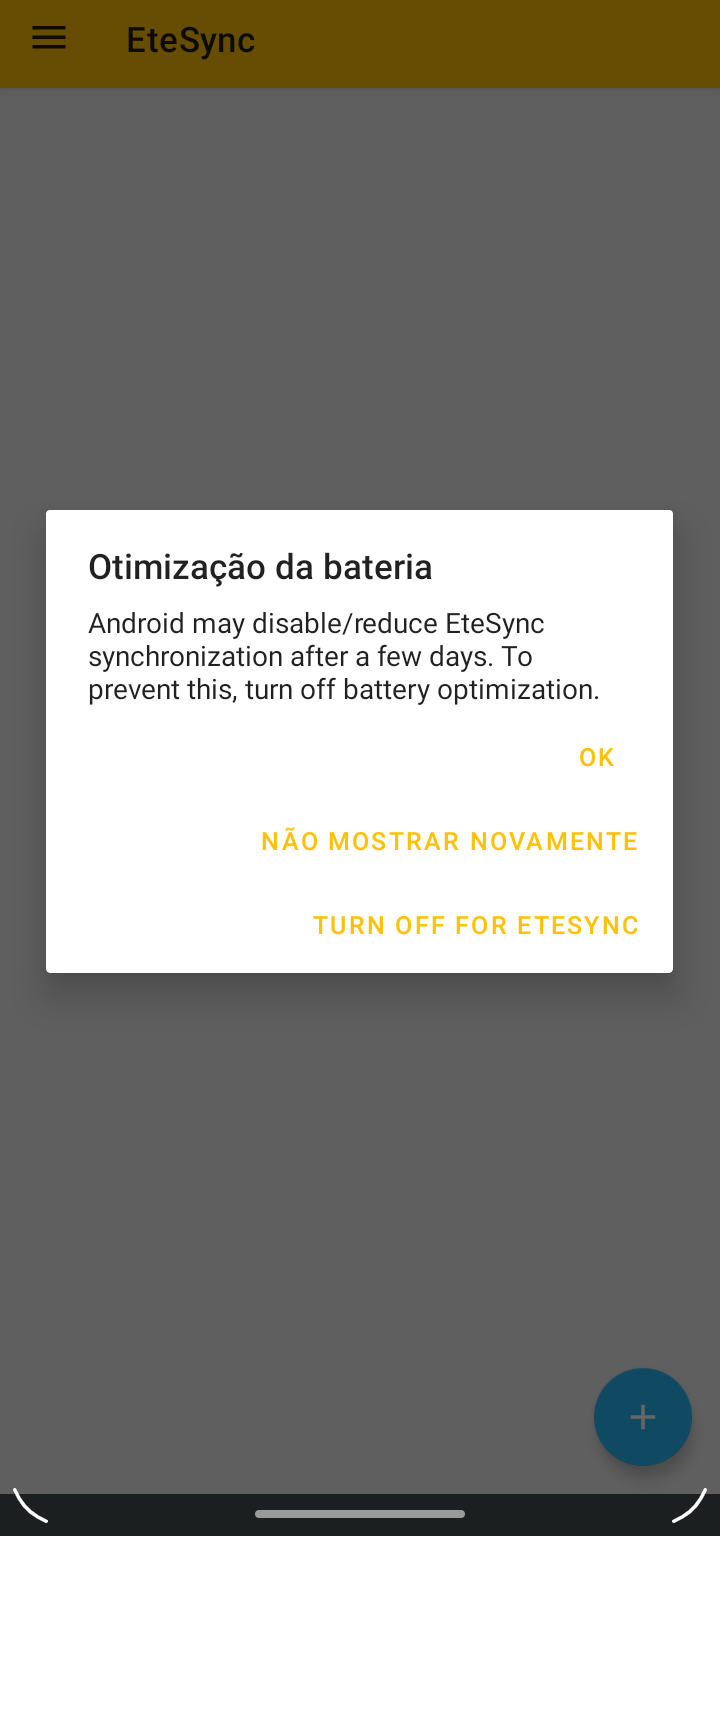 EteSync
Otimização da bateria
Android may disable/reduce EteSync
synchronization after a few days. To
prevent this, turn off battery optimization.
OK
NÃO MOSTRAR NOVAMENTE
TURN OFF FOR ETESYNC